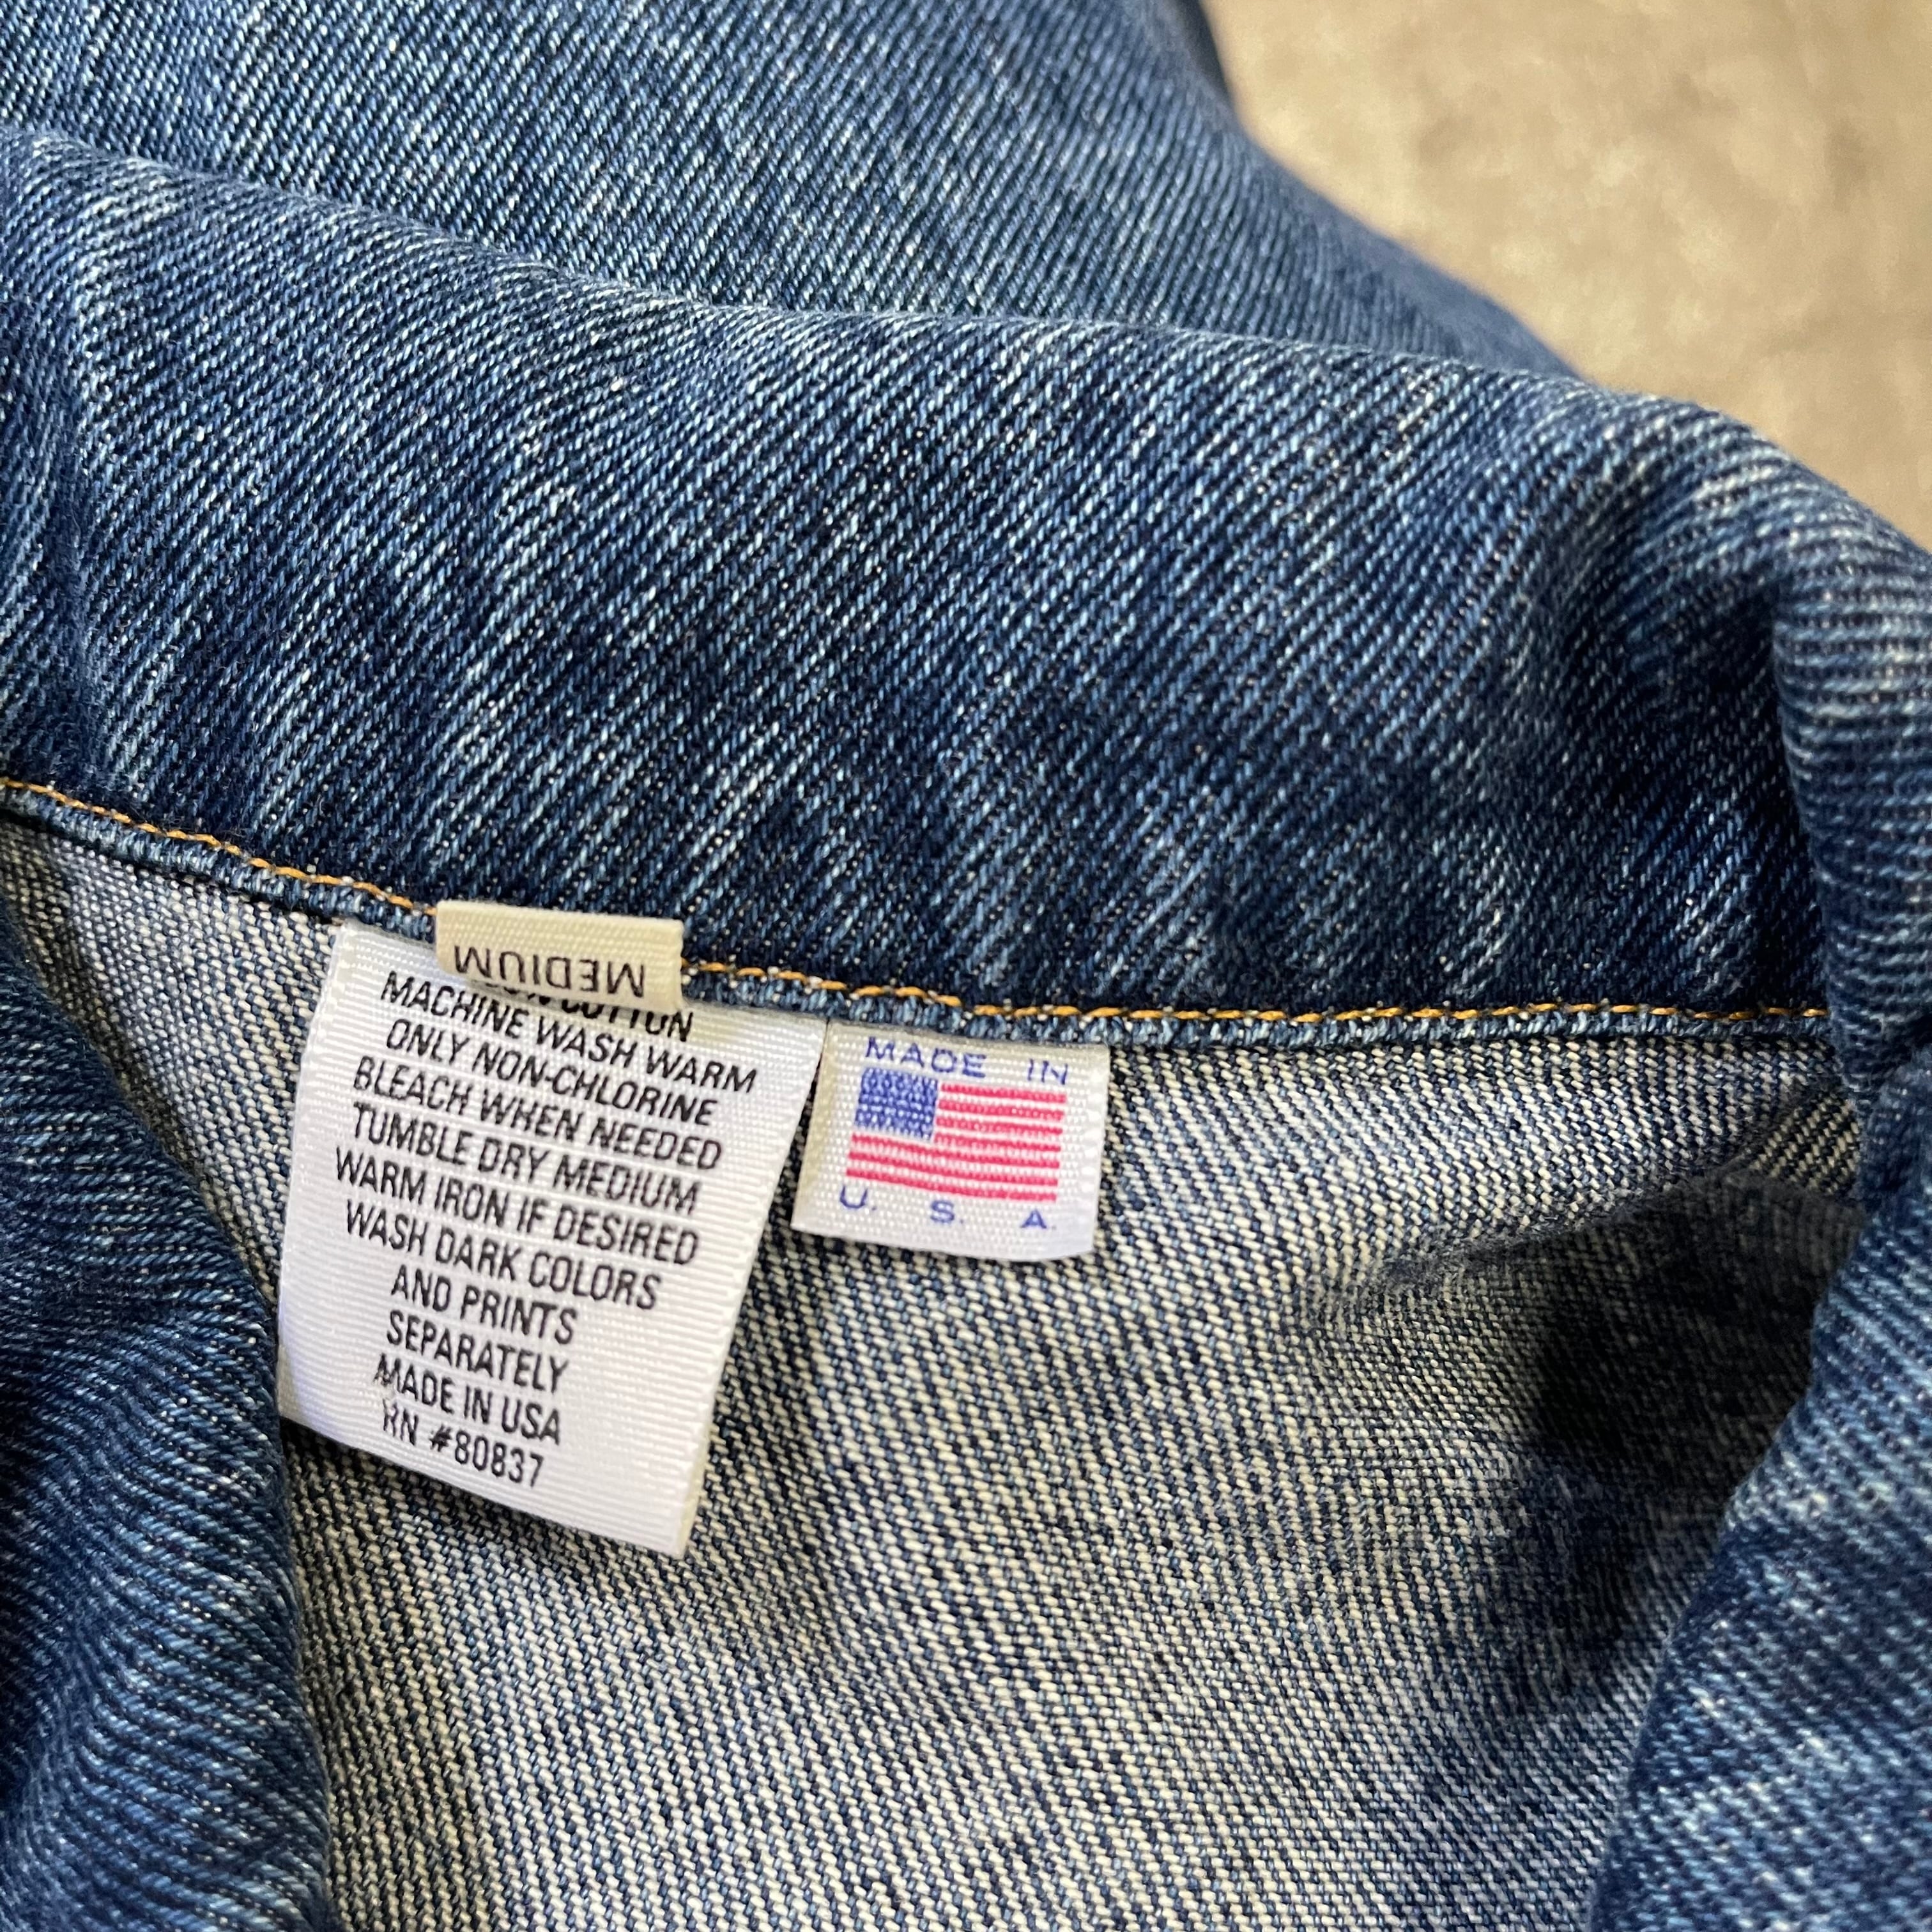 MEDIUM
COTTON
MACHINE WASH WARM
ONLY NON-CHLORINE
BLEACH WHEN NEEDED
TUMBLE DRY MEDIUM
WARM IRON IF DESIRED
WASH DARK COLORS
AND PRINTS
SEPARATELY
MADE IN USA
RN #80837
MADE IN
U. S. A.